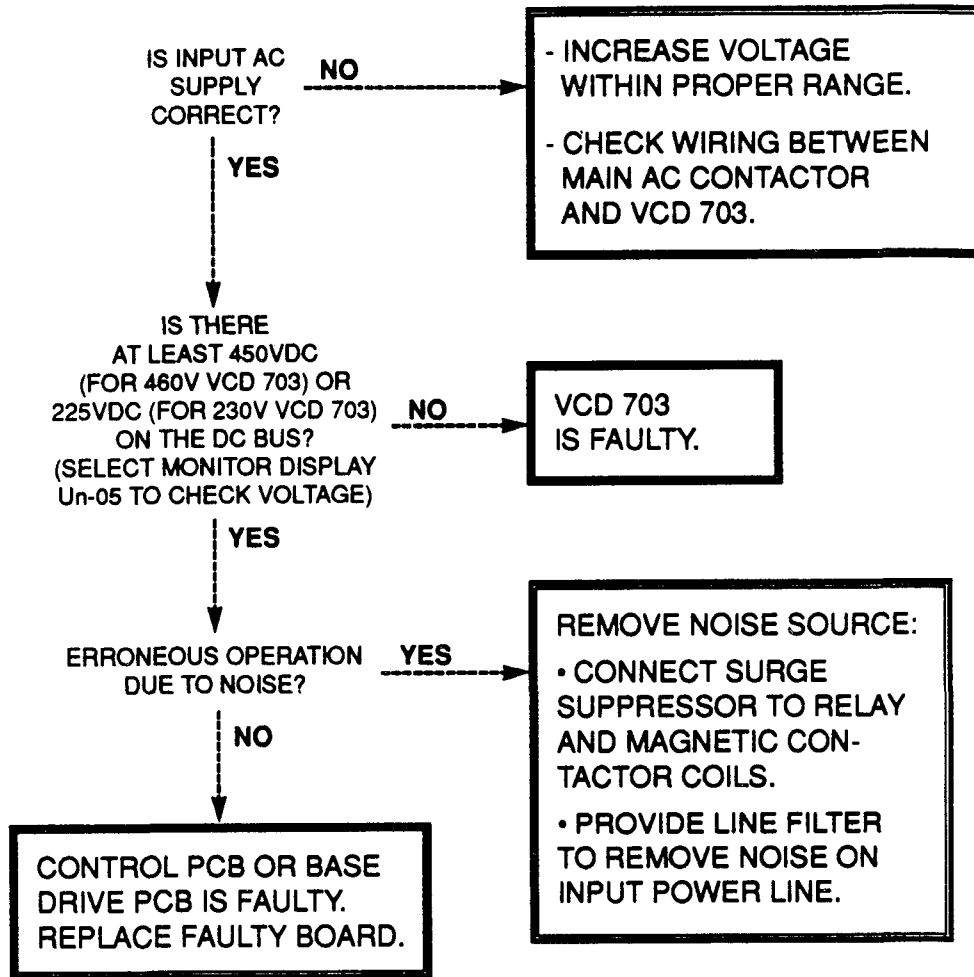 IS INPUT AC
SUPPLY
CORRECT?
NO
- INCREASE VOLTAGE
WITHIN PROPER RANGE.
- CHECK WIRING BETWEEN
MAIN AC CONTACTOR
AND VCD 703.
YES
IS THERE
AT LEAST 450VDC
(FOR 460V VCD 703) OR
225VDC (FOR 230V VCD 703)
ON THE DC BUS?
(SELECT MONITOR DISPLAY
Un-05 TO CHECK VOLTAGE)
NO
VCD 703
IS FAULTY.
YES
ERRONEOUS OPERATION
DUE TO NOISE?
YES
REMOVE NOISE SOURCE:
• CONNECT SURGE
SUPPRESSOR TO RELAY
AND MAGNETIC CON-
TACTOR COILS.
• PROVIDE LINE FILTER
TO REMOVE NOISE ON
INPUT POWER LINE.
NO
CONTROL PCB OR BASE
DRIVE PCB IS FAULTY.
REPLACE FAULTY BOARD.